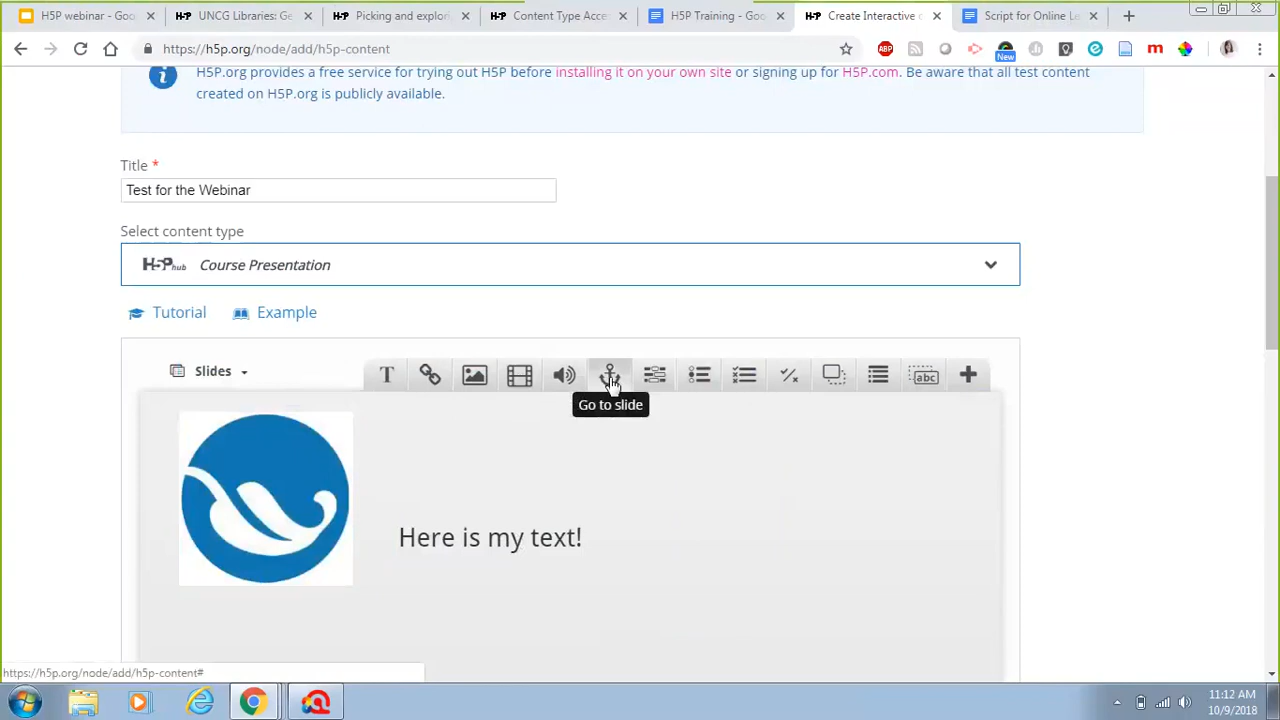 H5P webinar - Goo
UNCG Libraries Ge
Picking and explo
Content Type Acce
H5P Training - Goo
Create Interactive c
Script for Online Le
https://h5p.org/node/add/h5p-content
ABP
New
m
H5P.org provides a free service for trying out H5P before installing it on your own site or signing up for H5P.com. Be aware that all test content
created on H5P.org is publicly available.
Title *
Test for the Webinar
Select content type
H5P hub Course Presentation
Tutorial Example
Slides T abc
Go to slide
Here is my text!
https://h5p.org/node/add/h5p-content#
11:12 AM
10/9/2018